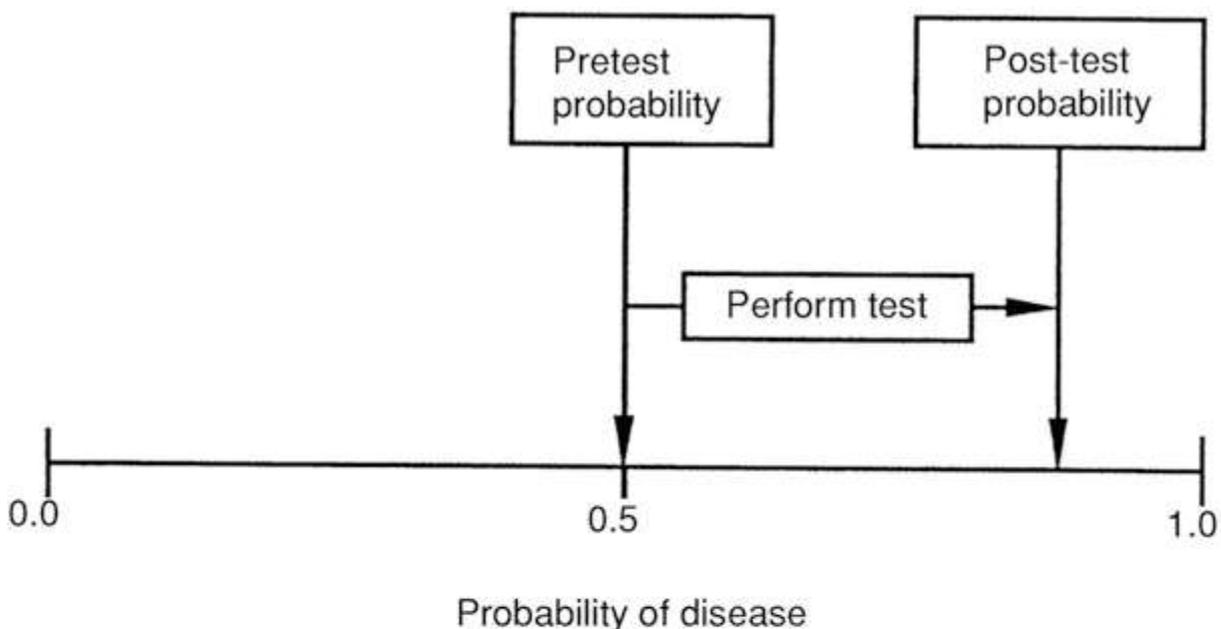 Pretest
probability
Post-test
probability
Perform test
0.0
0.5
1.0
Probability of disease